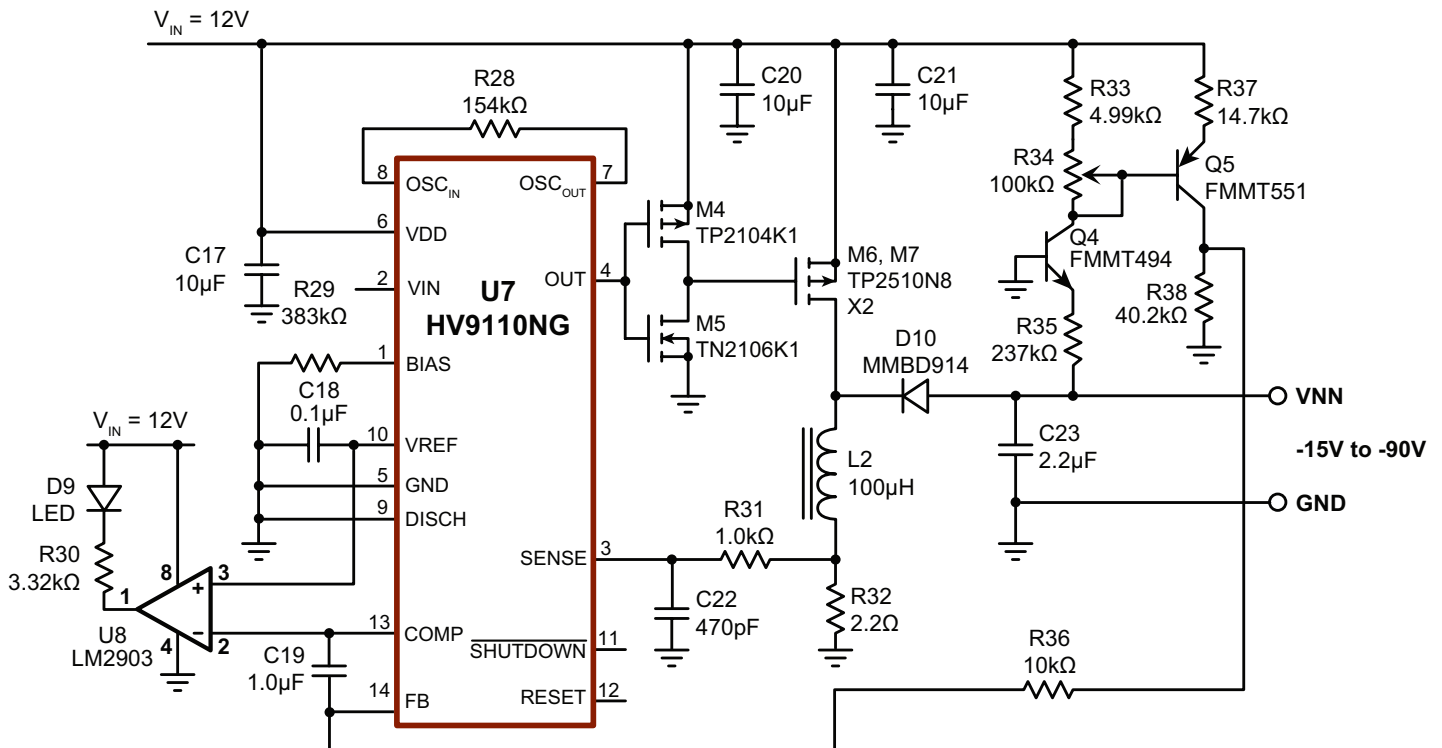 V_IN = 12V
R28
154kΩ
C20
10µF
C21
10µF
R33
4.99kΩ
R37
14.7kΩ
R34
100kΩ
Q5
FMMT551
8
OSC_IN
OSC_OUT
7
6
VDD
C17
10µF
M4
TP2104K1
Q4
FMMT494
2
VIN
R29
383kΩ
U7
HV9110NG
OUT
4
M6, M7
TP2510N8
X2
R38
40.2kΩ
M5
TN2106K1
R35
237kΩ
D10
MMBD914
1
BIAS
C18
0.1µF
VNN
V_IN = 12V
10
VREF
C23
2.2µF
-15V to -90V
L2
100µH
5
GND
D9
LED
9
DISCH
GND
R31
1.0kΩ
R30
3.32kΩ
SENSE
3
8
3
+
1
C22
470pF
R32
2.2Ω
U8
LM2903
4
–
2
13
COMP
SHUTDOWN
11
C19
1.0µF
R36
10kΩ
14
FB
RESET
12